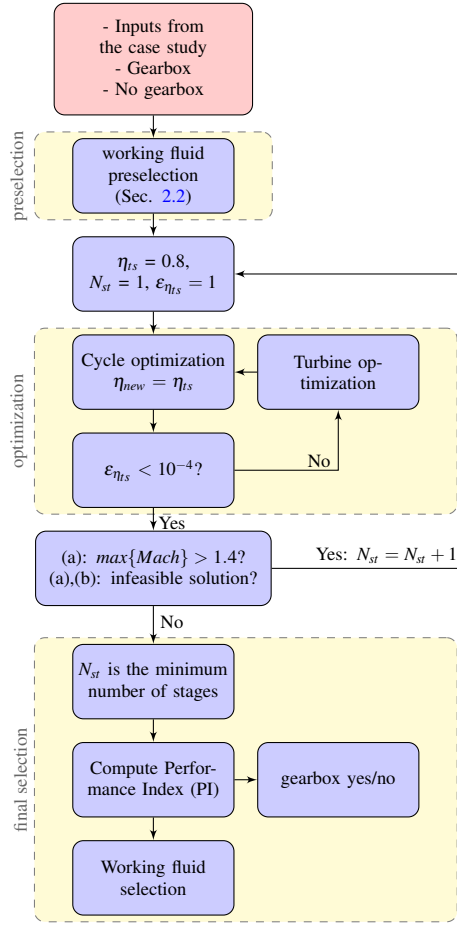 - Inputs from
the case study
- Gearbox
- No gearbox
preselection
working fluid
preselection
(Sec. 2.2)
η_ts = 0.8,
N_st = 1, ε_η_ts = 1
optimization
Cycle optimization
η_new = η_ts
Turbine op-
timization
ε_η_ts < 10⁻⁴?
No
Yes
(a): max{Mach} > 1.4?
(a),(b): infeasible solution?
Yes: N_st = N_st + 1
No
final selection
N_st is the minimum
number of stages
Compute Perfor-
mance Index (PI)
gearbox yes/no
Working fluid
selection